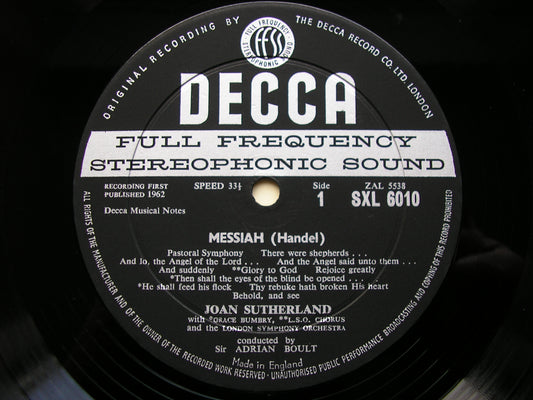 ORIGINAL RECORDING BY THE DECCA RECORD CO. LTD. LONDON
FULL FREQUENCY
ffss
STEREOPHONIC SOUND
DECCA
FULL FREQUENCY
STEREOPHONIC SOUND
RECORDING FIRST
PUBLISHED 1962
SPEED 33⅓
Side
1
ZAL 5538
SXL 6010
Decca Musical Notes
MESSIAH (Handel)
Pastoral Symphony There were shepherds . . .
And lo, the Angel of the Lord . . . And the Angel said unto them . . .
And suddenly **Glory to God Rejoice greatly
*Then shall the eyes of the blind be opened . . .
*He shall feed his flock Thy rebuke hath broken His heart
Behold, and see
JOAN SUTHERLAND
with *GRACE BUMBRY, **L.S.O. CHORUS
and the LONDON SYMPHONY ORCHESTRA
conducted by
Sir ADRIAN BOULT
Made in England
ALL RIGHTS OF THE MANUFACTURER AND OF THE OWNER OF THE RECORDED WORK RESERVED · UNAUTHORISED PUBLIC PERFORMANCE, BROADCASTING AND COPYING OF THIS RECORD PROHIBITED